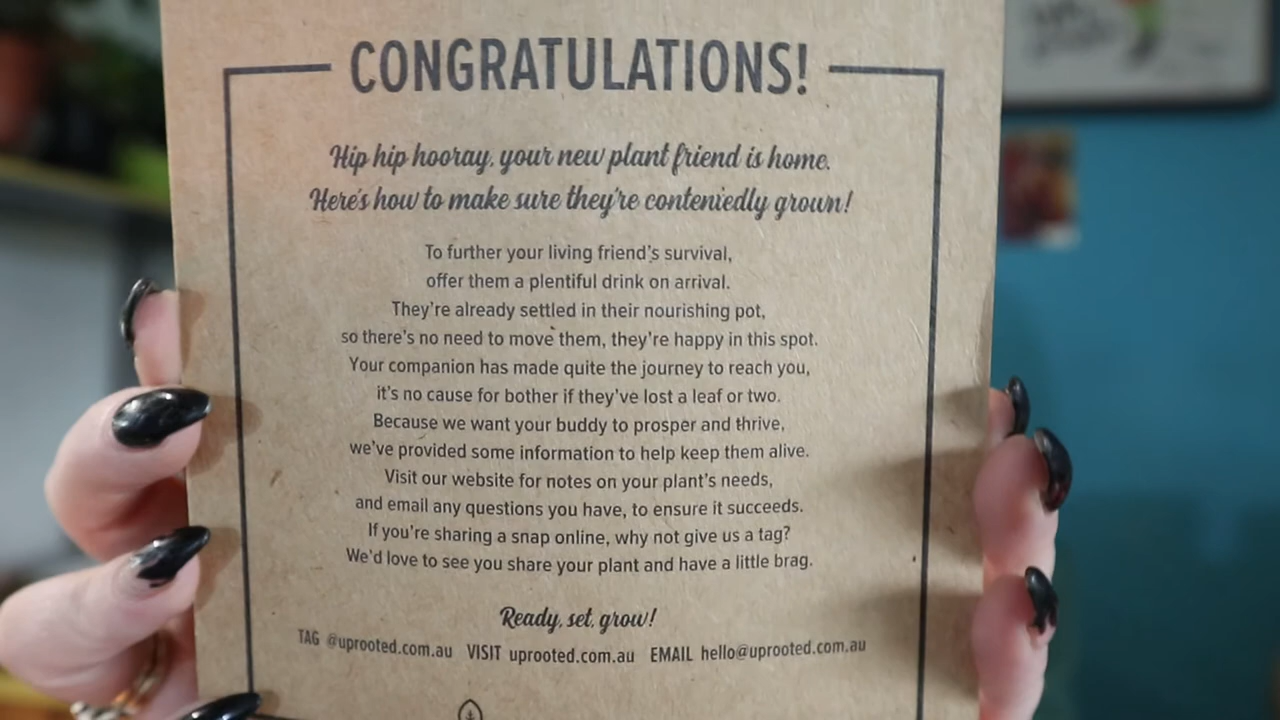 CONGRATULATIONS!
Hip hip hooray, your new plant friend is home.
Here's how to make sure they're contentedly grown!
To further your living friend's survival,
offer them a plentiful drink on arrival.
They're already settled in their nourishing pot,
so there's no need to move them, they're happy in this spot.
Your companion has made quite the journey to reach you,
it's no cause for bother if they've lost a leaf or two.
Because we want your buddy to prosper and thrive,
we've provided some information to help keep them alive.
Visit our website for notes on your plant's needs,
and email any questions you have, to ensure it succeeds.
If you're sharing a snap online, why not give us a tag?
We'd love to see you share your plant and have a little brag.
Ready, set, grow!
TAG @uprooted.com.au VISIT uprooted.com.au EMAIL hello@uprooted.com.au